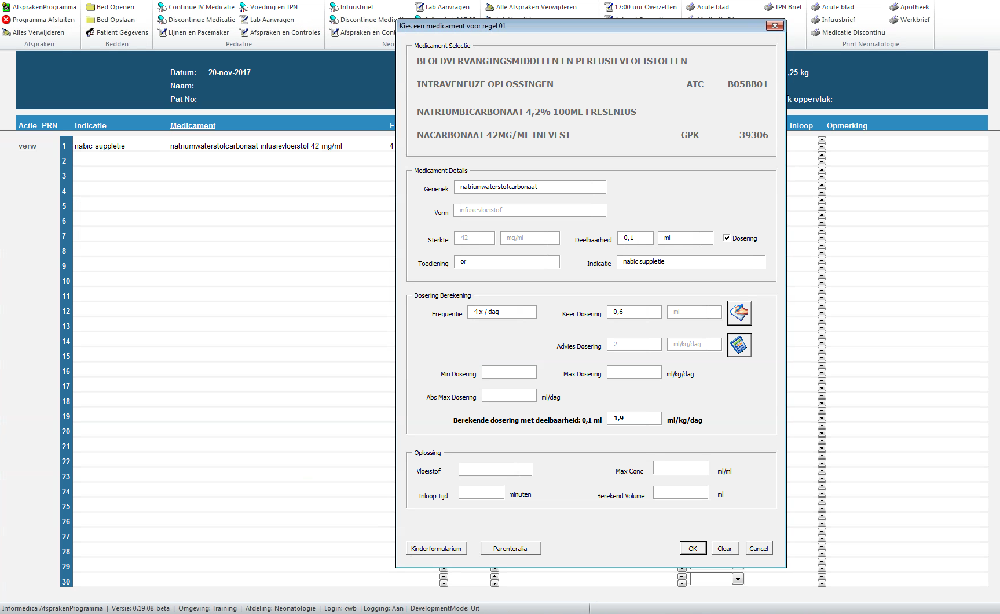 AfsprakenProgramma
Programma Afsluiten
Alles Verwijderen
Afspraken
Bed Openen
Bed Opslaan
Patient Gegevens
Bedden
Continue IV Medicatie
Discontinue Medicatie
Lijnen en Pacemaker
Voeding en TPN
Lab Aanvragen
Afspraken en Controles
Pediatrie
Infuusbrief
Discontinue Medic
Afspraken en Cont
Lab Aanvragen
Neo
Alle Afspraken Verwijderen
17:00 uur Overzetten
Acute blad
TPN Brief
Acute blad
Infuusbrief
Medicatie Discontinu
Apotheek
Werkbrief
Print Neonatologie
Datum: 20-nov-2017
Naam:
Pat No:
,25 kg
k oppervlak:
Actie PRN Indicatie Medicament F
Inloop Opmerking
verw 1 nabic suppletie natriumwaterstofcarbonaat infusievloeistof 42 mg/ml 4
2
3
4
5
6
7
8
9
10
11
12
13
14
15
16
17
18
19
20
21
22
23
24
25
26
27
28
29
30
Kies een medicament voor regel 01
Medicament Selectie
BLOEDVERVANGINGSMIDDELEN EN PERFUSIEVLOEISTOFFEN
INTRAVENEUZE OPLOSSINGEN ATC B05BB01
NATRIUMBICARBONAAT 4,2% 100ML FRESENIUS
NACARBONAAT 42MG/ML INFVLST GPK 39306
Medicament Details
Generiek natriumwaterstofcarbonaat
Vorm infusievloeistof
Sterkte 42 mg/ml Deelbaarheid 0,1 ml Dosering
Toediening or Indicatie nabic suppletie
Dosering Berekening
Frequentie 4 x / dag Keer Dosering 0,6 ml
Advies Dosering 2 ml/kg/dag
Min Dosering Max Dosering ml/kg/dag
Abs Max Dosering ml/dag
Berekende dosering met deelbaarheid: 0,1 ml 1,9 ml/kg/dag
Oplossing
Vloeistof Max Conc ml/ml
Inloop Tijd minuten Berekend Volume ml
Kinderformularium Parenteralia OK Clear Cancel
Informedica AfsprakenProgramma | Versie: 0.19.08-beta | Omgeving: Training | Afdeling: Neonatologie | Login: cwb | Logging: Aan | DevelopmentMode: Uit